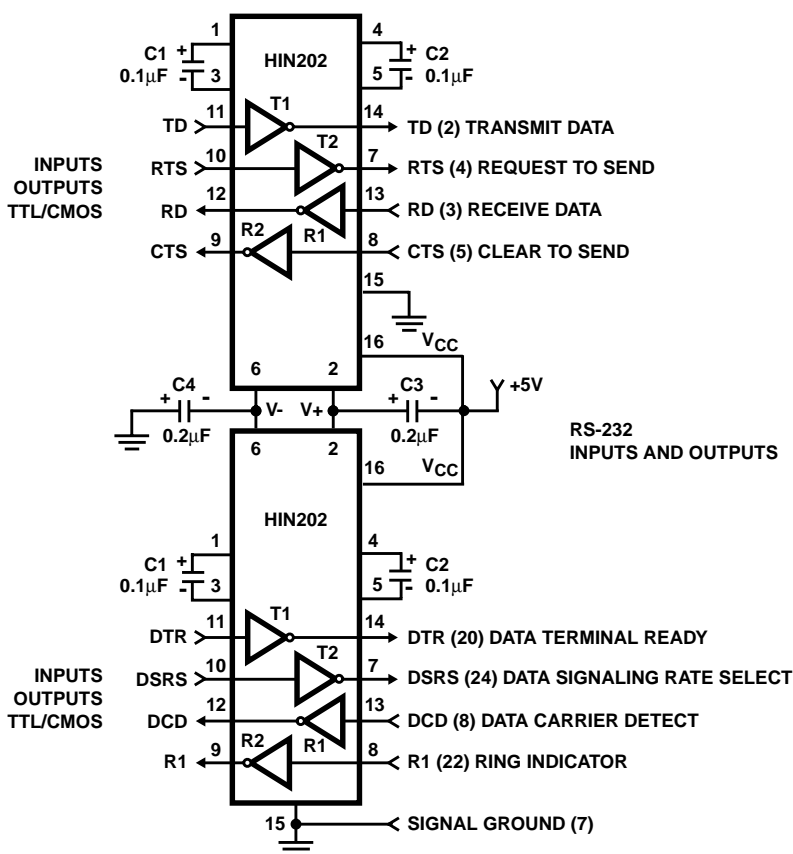 1 HIN202 4
C1 + + C2
0.1µF - 3 5 - 0.1µF
11 T1 14
TD TD (2) TRANSMIT DATA
10 T2 7
INPUTS
OUTPUTS
TTL/CMOS
RTS RTS (4) REQUEST TO SEND
12 13
RD R1 RD (3) RECEIVE DATA
9 R2 8
CTS CTS (5) CLEAR TO SEND
15
16 VCC
6 2
+5V
+ C4 - V- V+ + C3 -
0.2µF 0.2µF
RS-232
INPUTS AND OUTPUTS
6 2
16 VCC
HIN202
1 4
C1 + + C2
0.1µF - 3 5 - 0.1µF
11 T1 14
DTR DTR (20) DATA TERMINAL READY
10 T2 7
INPUTS
OUTPUTS
TTL/CMOS
DSRS DSRS (24) DATA SIGNALING RATE SELECT
12 13
DCD R1 DCD (8) DATA CARRIER DETECT
9 R2 8
R1 R1 (22) RING INDICATOR
15 SIGNAL GROUND (7)